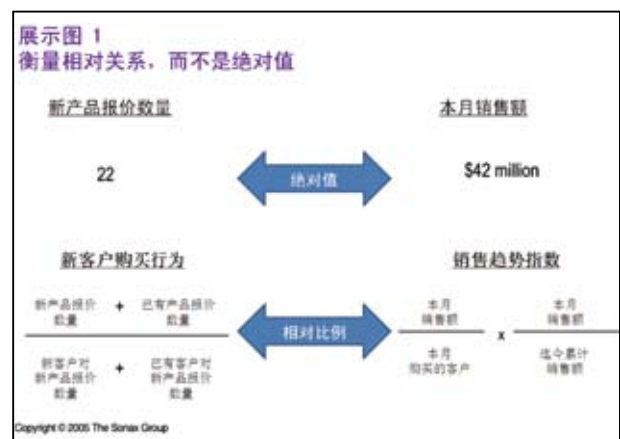 展示图 1
衡量相对关系，而不是绝对值
新产品报价数量
本月销售额
22
绝对值
$42 million
新客户购买行为
销售趋势指数
新产品报价
数量
+
已有产品报价
数量
新客户对
新产品报价
数量
+
已有客户对
新产品报价
数量
相对比例
本月
销售额
本月
购买的客户
x
本月
销售额
迄今累计
销售额
Copyright © 2005 The Sonax Group